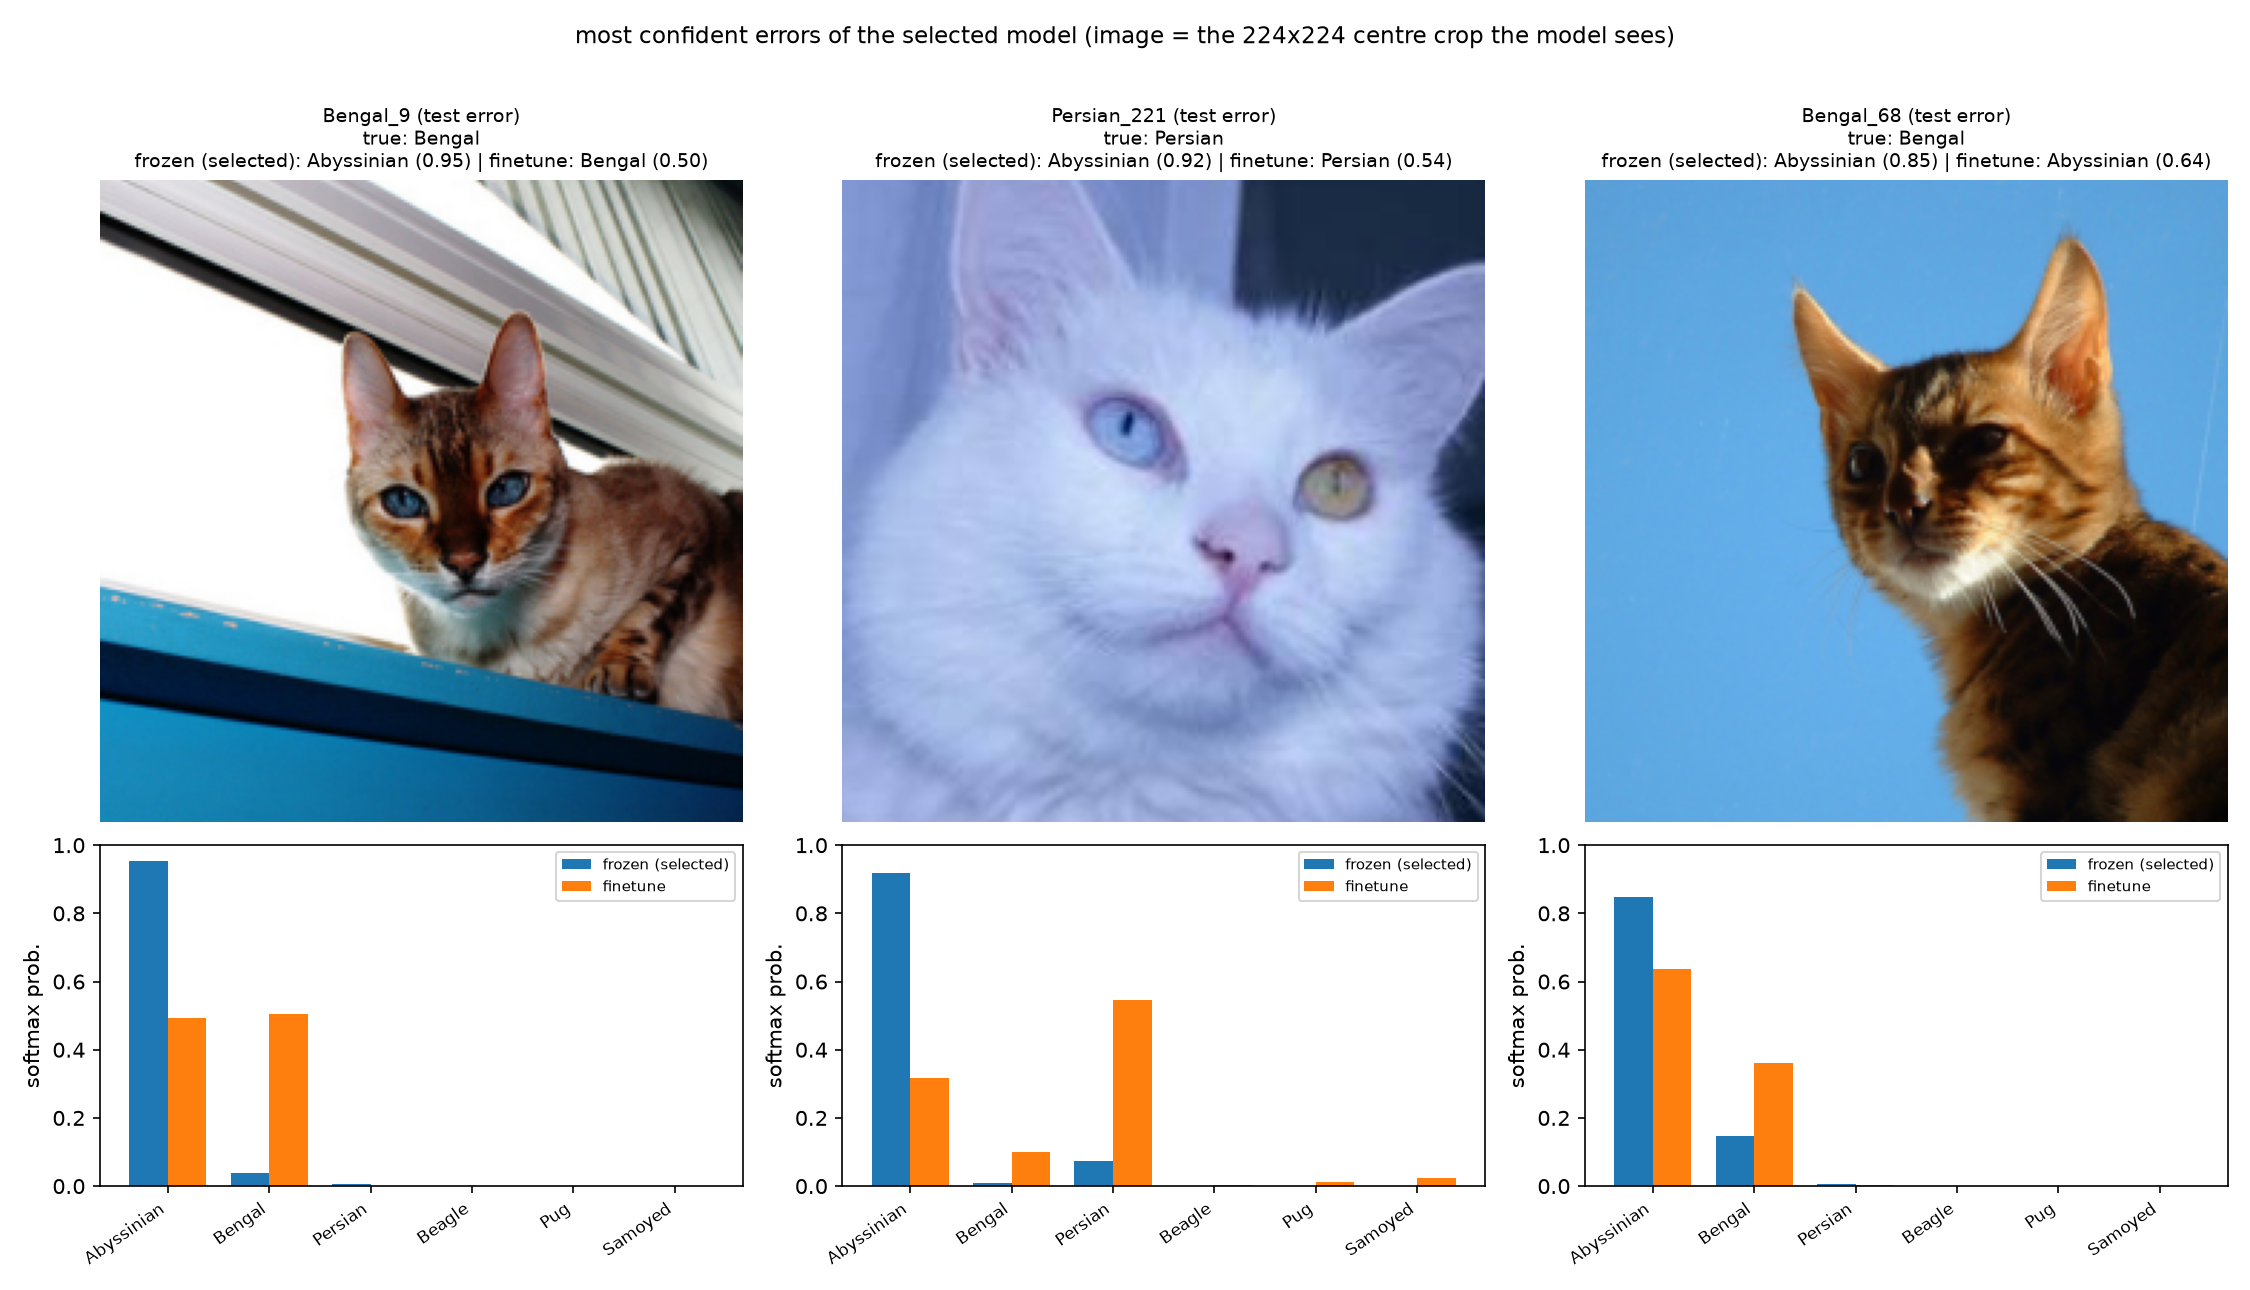 most confident errors of the selected model (image = the 224x224 centre crop the model sees)
Bengal_9 (test error)
true: Bengal
frozen (selected): Abyssinian (0.95) | finetune: Bengal (0.50)
Persian_221 (test error)
true: Persian
frozen (selected): Abyssinian (0.92) | finetune: Persian (0.54)
Bengal_68 (test error)
true: Bengal
frozen (selected): Abyssinian (0.85) | finetune: Abyssinian (0.64)
softmax prob.
1.0
0.8
0.6
0.4
0.2
0.0
frozen (selected)
finetune
Abyssinian
Bengal
Persian
Beagle
Pug
Samoyed
softmax prob.
1.0
0.8
0.6
0.4
0.2
0.0
frozen (selected)
finetune
Abyssinian
Bengal
Persian
Beagle
Pug
Samoyed
softmax prob.
1.0
0.8
0.6
0.4
0.2
0.0
frozen (selected)
finetune
Abyssinian
Bengal
Persian
Beagle
Pug
Samoyed